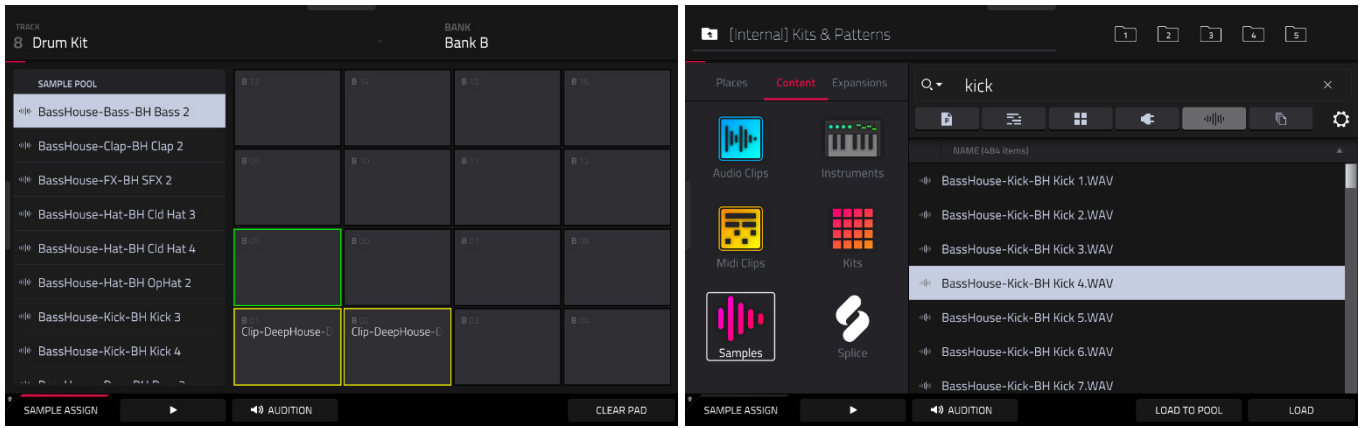 TRACK
8 Drum Kit
BANK
Bank B
SAMPLE POOL
BassHouse-Bass-BH Bass 2
BassHouse-Clap-BH Clap 2
BassHouse-FX-BH SFX 2
BassHouse-Hat-BH Cld Hat 3
BassHouse-Hat-BH Cld Hat 4
BassHouse-Hat-BH OpHat 2
BassHouse-Kick-BH Kick 3
BassHouse-Kick-BH Kick 4
B 13 B 14 B 15 B 16
B 09 B 10 B 11 B 12
B 05 B 06 B 07 B 08
B 01 B 02 B 03 B 04
Clip-DeepHouse-D Clip-DeepHouse-D
SAMPLE ASSIGN AUDITION CLEAR PAD
[Internal] Kits & Patterns
1 2 3 4 5
Places Content Expansions
Audio Clips Instruments
Midi Clips Kits
Samples Splice
kick
NAME (484 items)
BassHouse-Kick-BH Kick 1.WAV
BassHouse-Kick-BH Kick 2.WAV
BassHouse-Kick-BH Kick 3.WAV
BassHouse-Kick-BH Kick 4.WAV
BassHouse-Kick-BH Kick 5.WAV
BassHouse-Kick-BH Kick 6.WAV
BassHouse-Kick-BH Kick 7.WAV
SAMPLE ASSIGN AUDITION LOAD TO POOL LOAD